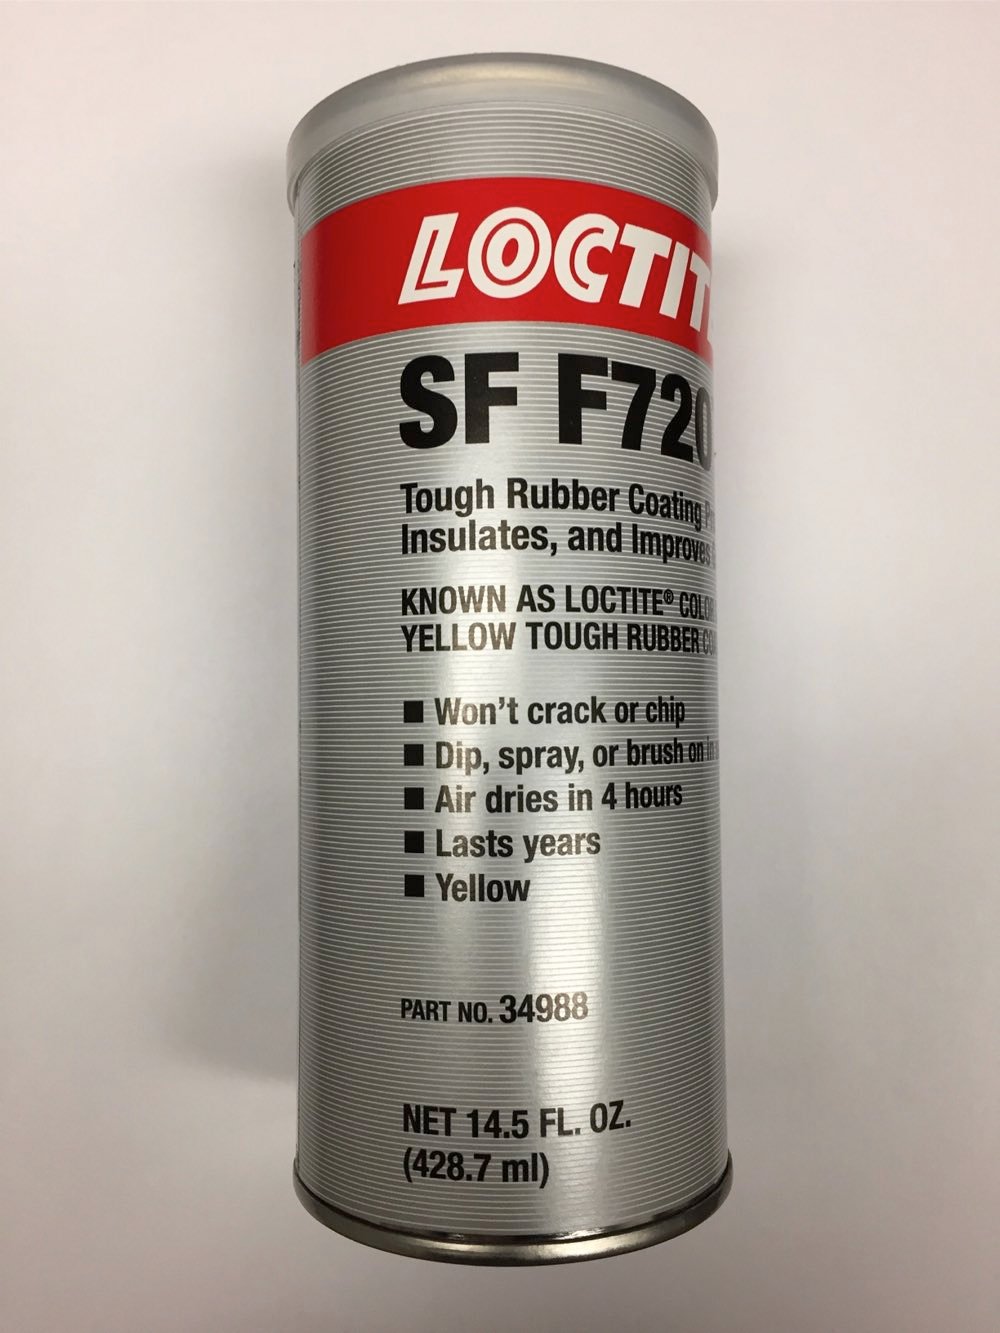 LOCTIT
SF F720
Tough Rubber Coating
Insulates, and Improves
KNOWN AS LOCTITE®
YELLOW TOUGH RUBBER
■ Won't crack or chip
■ Dip, spray, or brush on in
■ Air dries in 4 hours
■ Lasts years
■ Yellow
PART NO. 34988
NET 14.5 FL. OZ.
(428.7 ml)